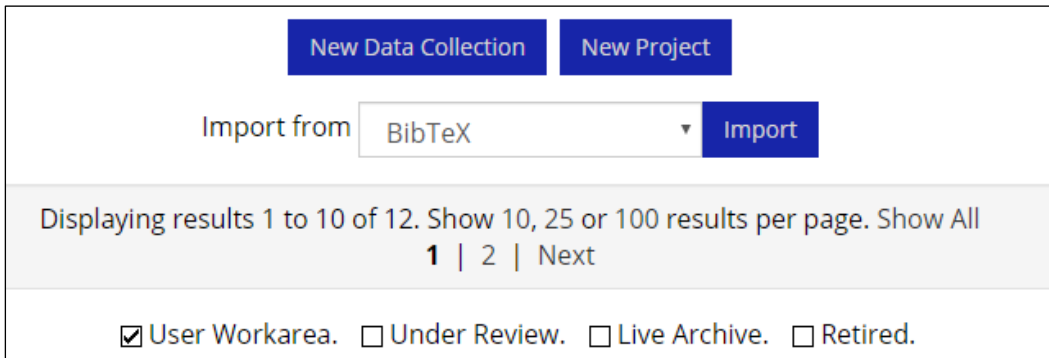 New Data Collection New Project
Import from BibTeX Import
Displaying results 1 to 10 of 12. Show 10, 25 or 100 results per page. Show All
1 | 2 | Next
User Workarea. Under Review. Live Archive. Retired.